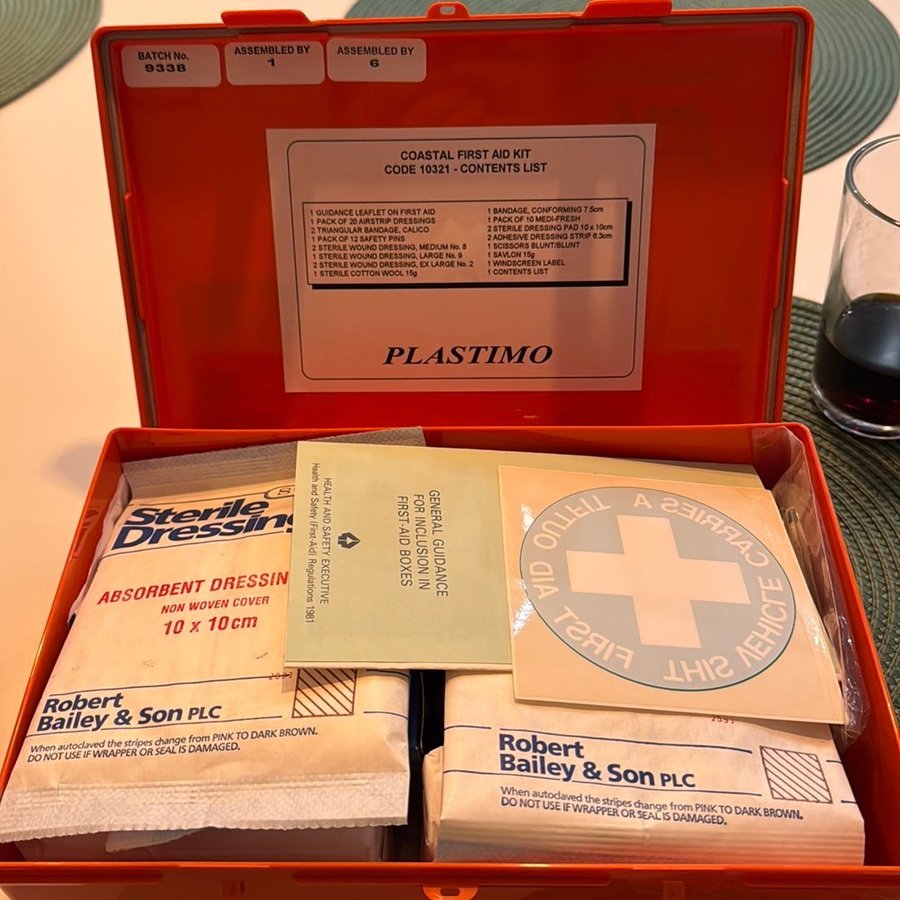 BATCH No.
9338
ASSEMBLED BY
1
ASSEMBLED BY
6
COASTAL FIRST AID KIT
CODE 10321 - CONTENTS LIST
1 GUIDANCE LEAFLET ON FIRST AID
1 PACK OF 20 AIRSTRIP DRESSINGS
2 TRIANGULAR BANDAGE, CALICO
1 PACK OF 12 SAFETY PINS
2 STERILE WOUND DRESSING, MEDIUM No. 8
1 STERILE WOUND DRESSING, LARGE No. 9
2 STERILE WOUND DRESSING, EX LARGE No. 2
1 STERILE COTTON WOOL 15g
1 BANDAGE, CONFORMING 7.5cm
1 PACK OF 10 MEDI-FRESH
2 STERILE DRESSING PAD 10 x 10cm
2 ADHESIVE DRESSING STRIP 6.3cm
1 SCISSORS BLUNT/BLUNT
1 SAVLON 15g
1 WINDSCREEN LABEL
1 CONTENTS LIST
PLASTIMO
Sterile
Dressing
ABSORBENT DRESSIN
NON WOVEN COVER
10 x 10cm
Robert
Bailey & Son PLC
When autoclaved the stripes change from PINK TO DARK BROWN.
DO NOT USE IF WRAPPER OR SEAL IS DAMAGED.
GENERAL GUIDANCE
FOR INCLUSION IN
FIRST-AID BOXES
HEALTH AND SAFETY EXECUTIVE
Health and Safety (First-Aid) Regulations 1981
THIS VEHICLE CARRIES A
FIRST AID OUTFIT
Robert
Bailey & Son PLC
When autoclaved the stripes change from PINK TO DARK BROWN.
DO NOT USE IF WRAPPER OR SEAL IS DAMAGED.